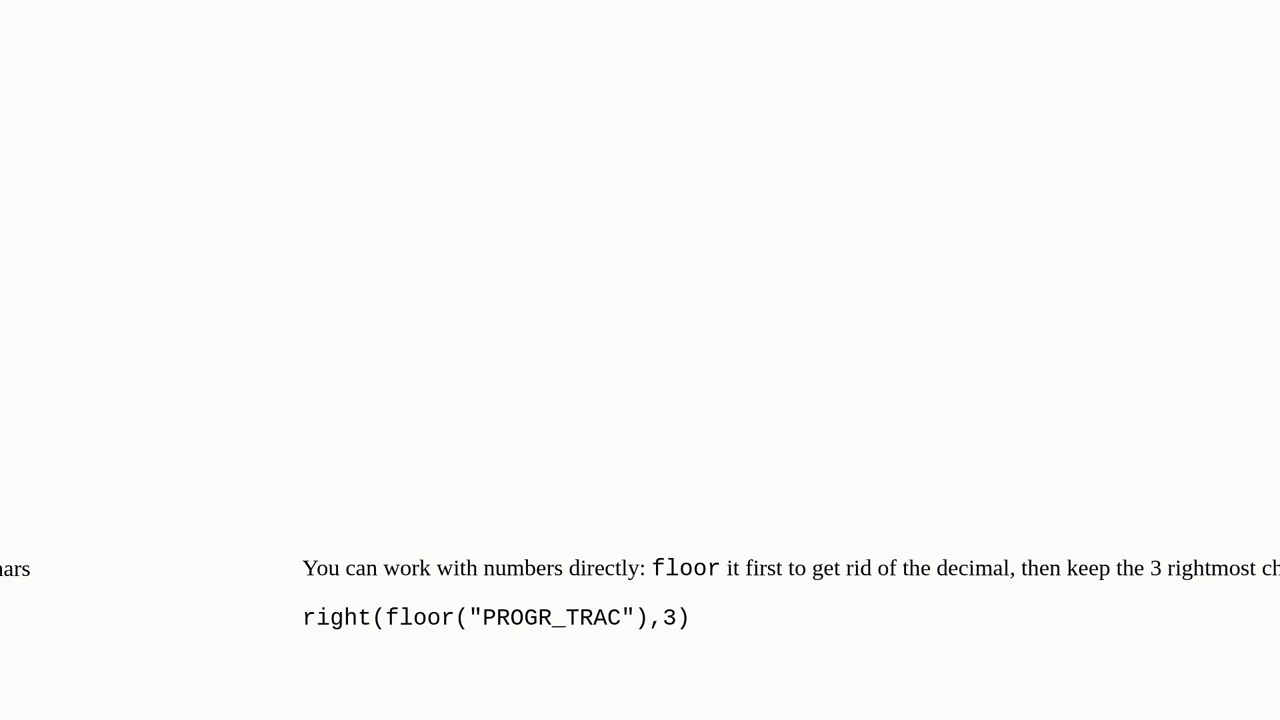 You can work with numbers directly: floor it first to get rid of the decimal, then keep the 3 rightmost
right(floor("PROGR_TRAC"),3)